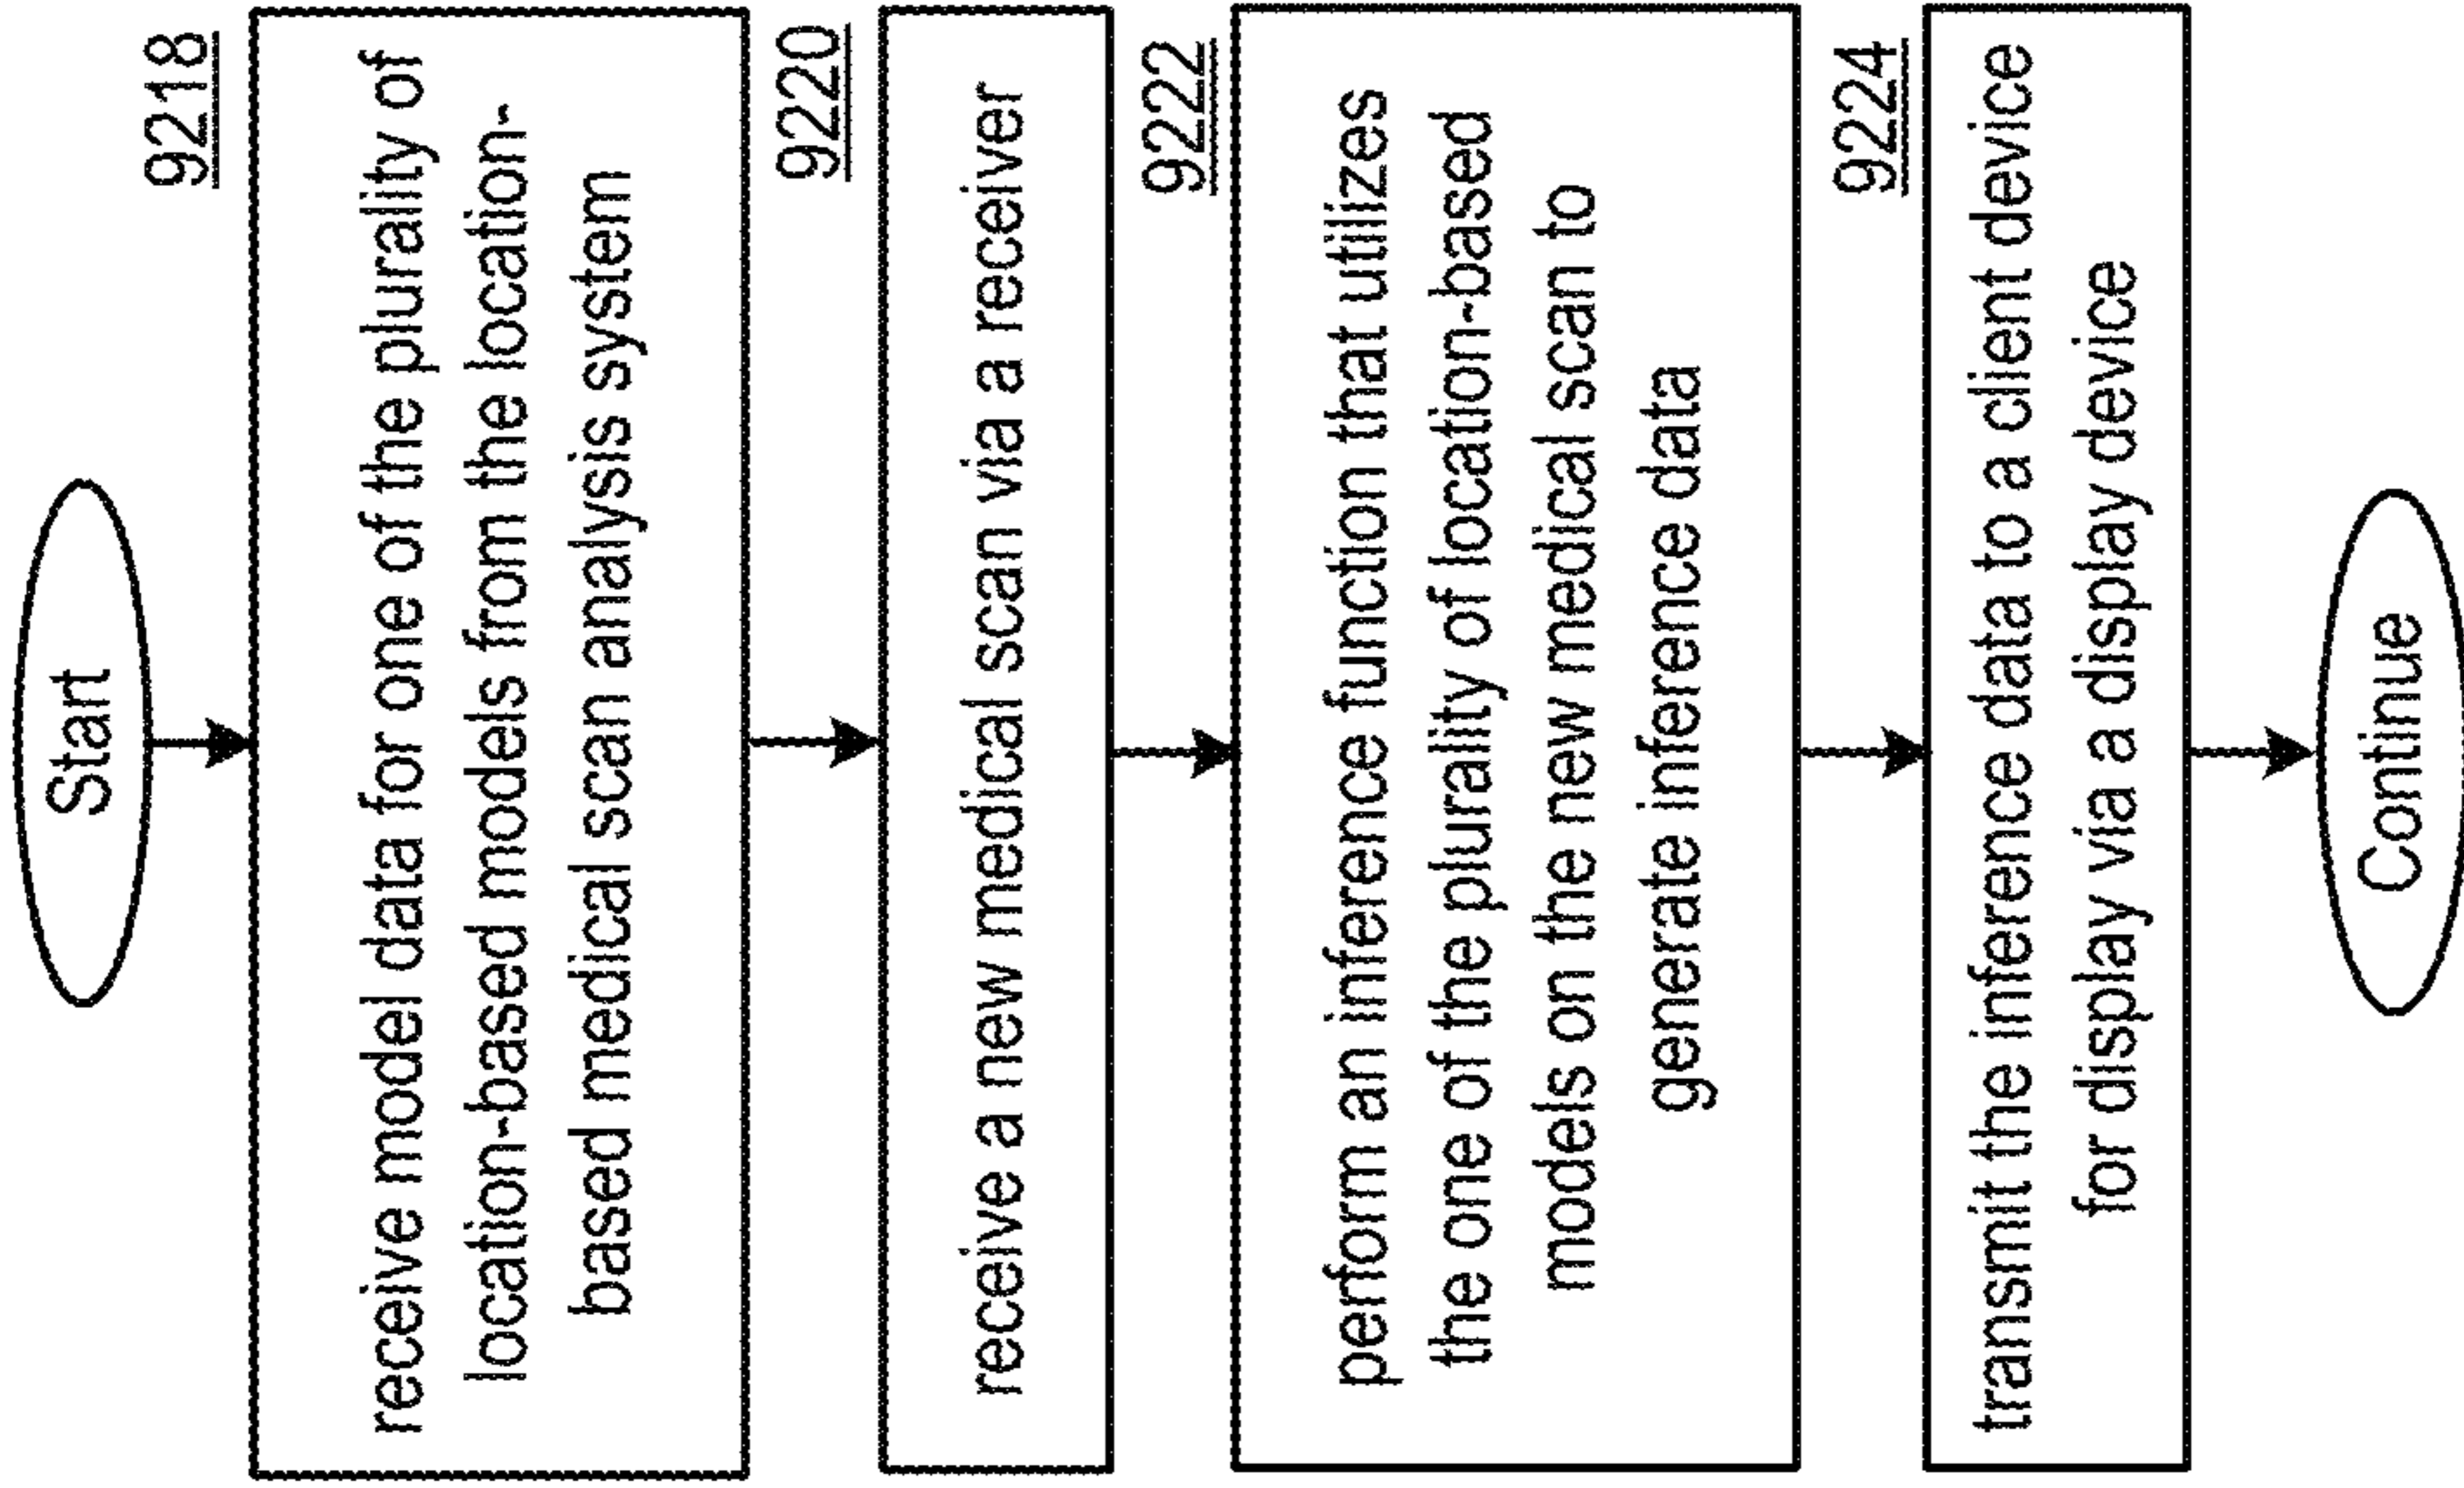 Start
9218
receive model data for one of the plurality of
location-based models from the location-
based medical scan analysis system
9220
receive a new medical scan via a receiver
9222
perform an inference function that utilizes
the one of the plurality of location-based
models on the new medical scan to
generate inference data
9224
transmit the inference data to a client device
for display via a display device
Continue